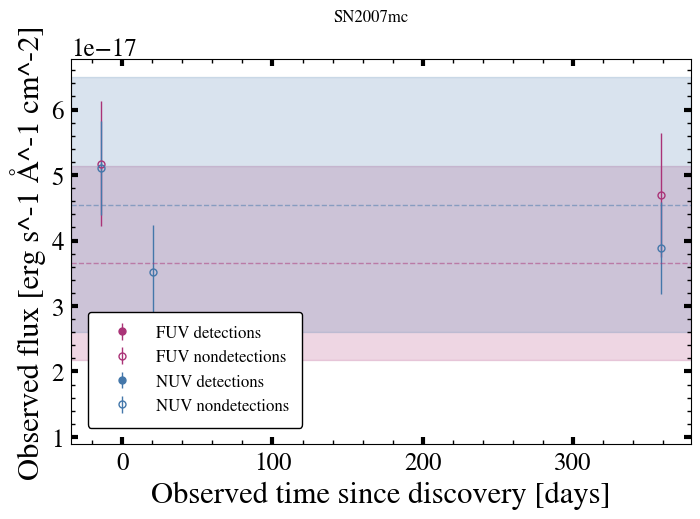 SN2007mc
1e−17
6
5
4
3
2
1
Observed flux [erg s^-1 Å^-1 cm^-2]
FUV detections
FUV nondetections
NUV detections
NUV nondetections
0 100 200 300
Observed time since discovery [days]